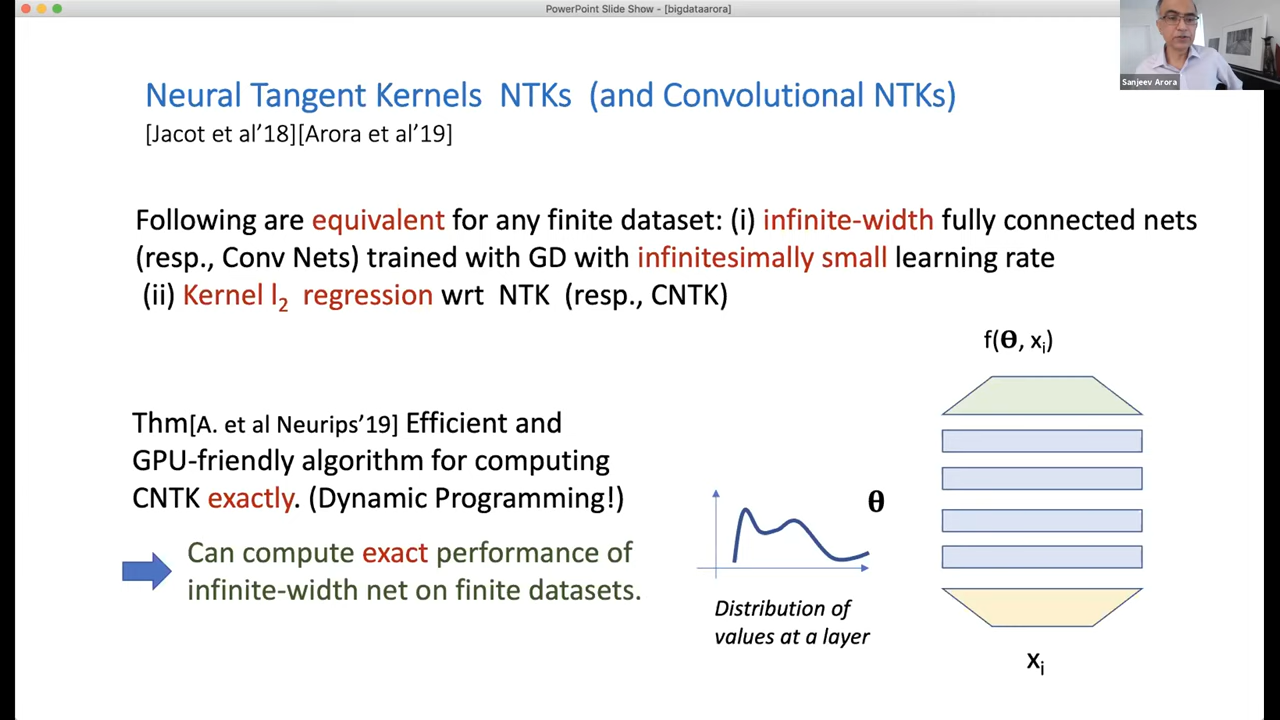 PowerPoint Slide Show - [bigdataarora]
Sanjeev Arora
Neural Tangent Kernels NTKs (and Convolutional NTKs)
[Jacot et al’18][Arora et al’19]
Following are equivalent for any finite dataset: (i) infinite-width fully connected nets
(resp., Conv Nets) trained with GD with infinitesimally small learning rate
(ii) Kernel l₂ regression wrt NTK (resp., CNTK)
f(θ, xᵢ)
Thm[A. et al Neurips’19] Efficient and
GPU-friendly algorithm for computing
CNTK exactly. (Dynamic Programming!)
Can compute exact performance of
infinite-width net on finite datasets.
θ
Distribution of
values at a layer
xᵢ